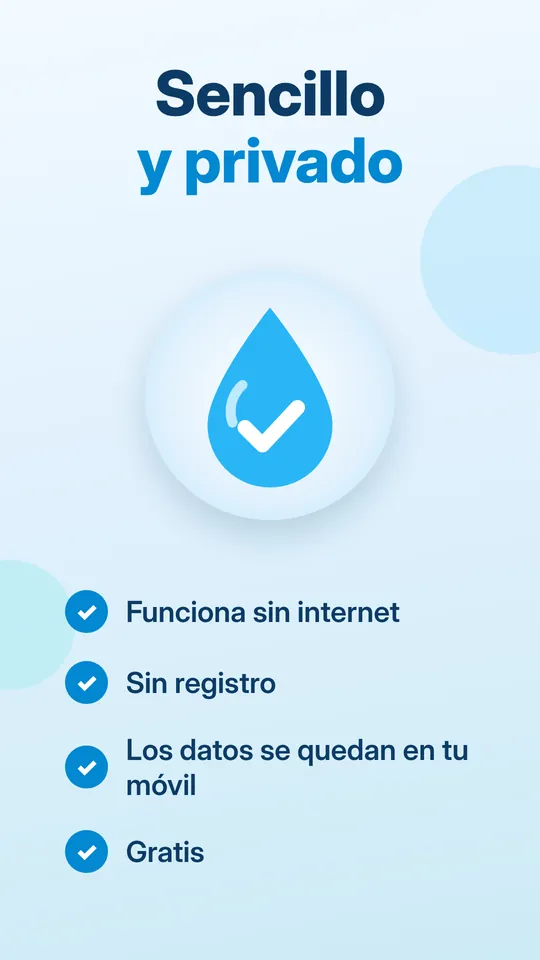 Sencillo
y privado
Funciona sin internet
Sin registro
Los datos se quedan en tu
móvil
Gratis